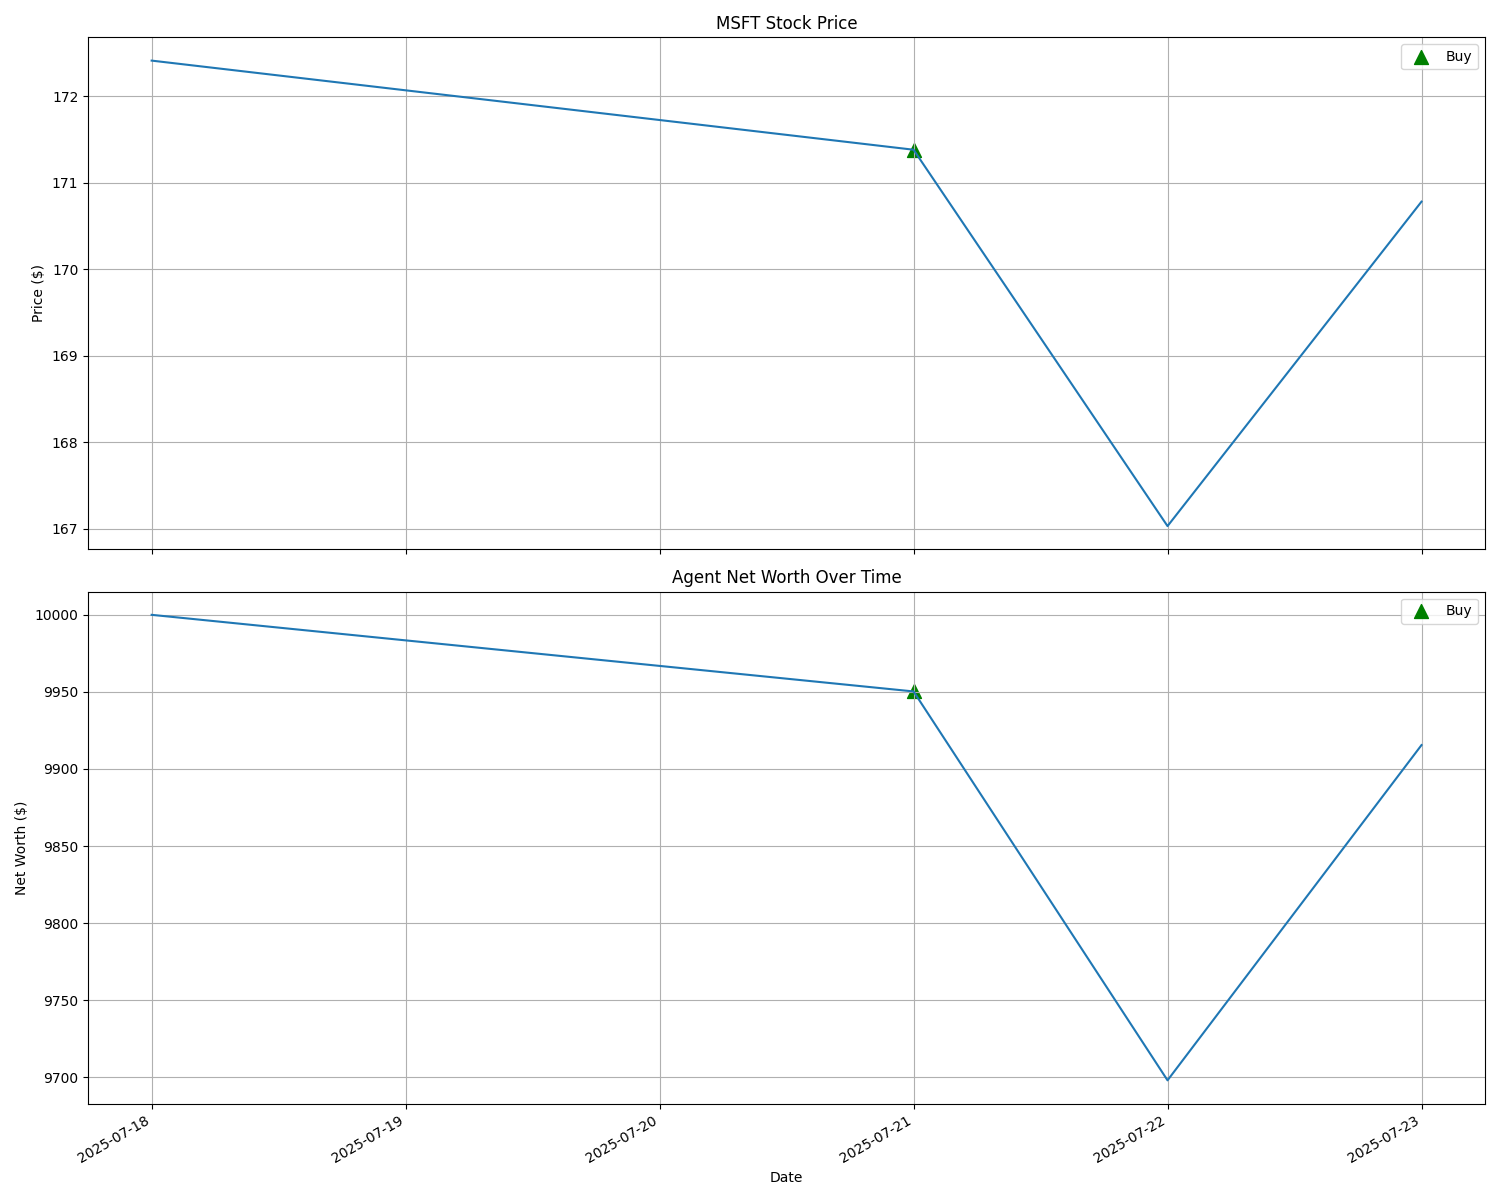 MSFT Stock Price
Buy
172
171
170
169
168
167
Price ($)
Agent Net Worth Over Time
Buy
10000
9950
9900
9850
9800
9750
9700
Net Worth ($)
2025-07-18
2025-07-19
2025-07-20
2025-07-21
2025-07-22
2025-07-23
Date